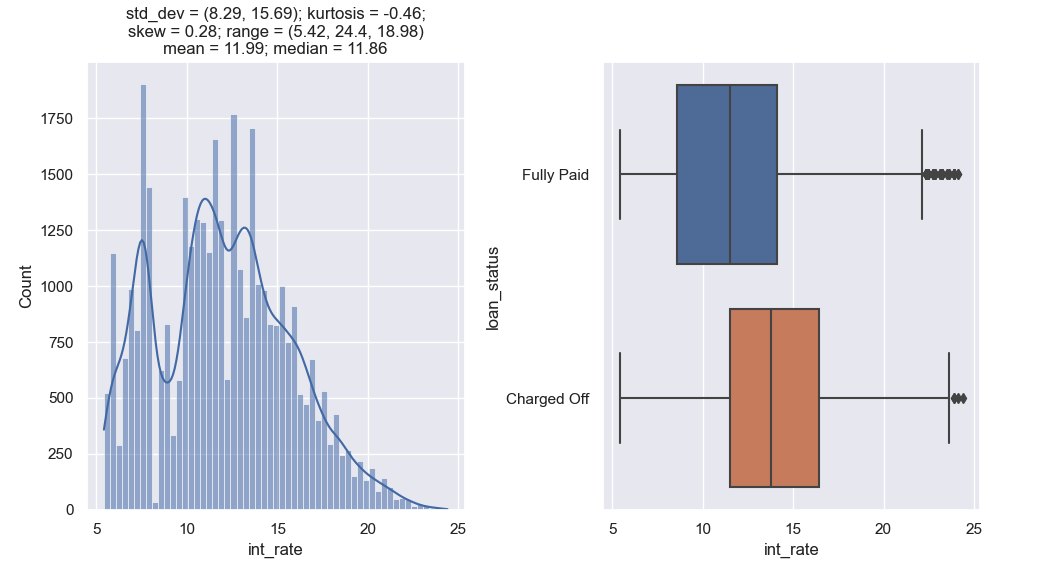 std_dev = (8.29, 15.69); kurtosis = -0.46;
skew = 0.28; range = (5.42, 24.4, 18.98)
mean = 11.99; median = 11.86
Count
1750
1500
1250
1000
750
500
250
0
5 10 15 20 25
int_rate
loan_status
Fully Paid
Charged Off
5 10 15 20 25
int_rate